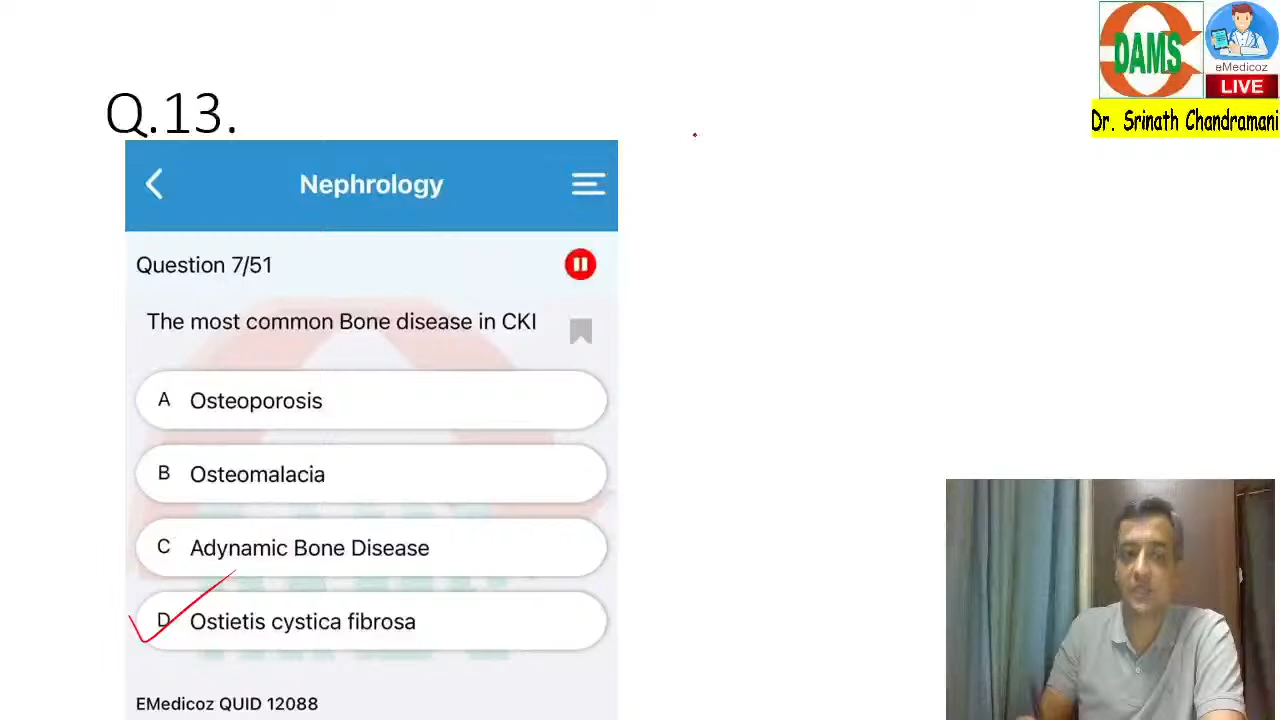 DAMS
eMedicoz
LIVE
Dr. Srinath Chandramani
Q.13.
Nephrology
Question 7/51
The most common Bone disease in CKI
A Osteoporosis
B Osteomalacia
C Adynamic Bone Disease
D Ostietis cystica fibrosa
EMedicoz QUID 12088